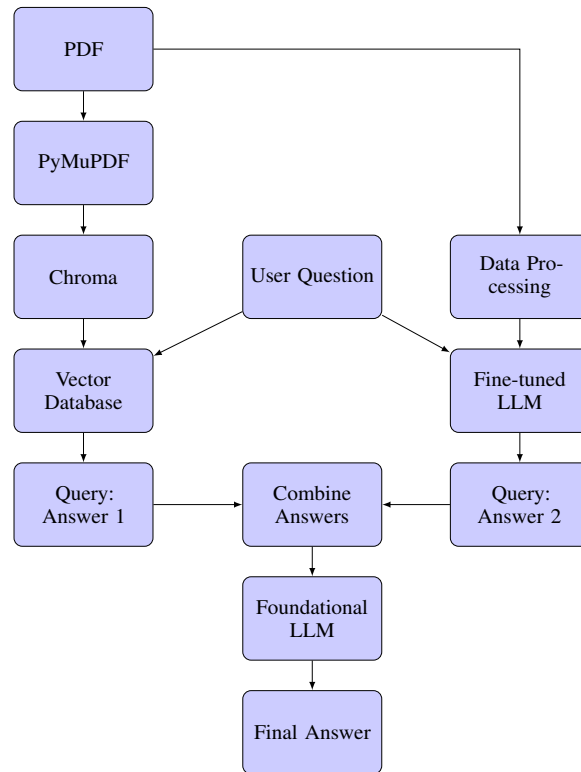 PDF
PyMuPDF
Chroma
User Question
Data Pro-
cessing
Vector
Database
Fine-tuned
LLM
Query:
Answer 1
Combine
Answers
Query:
Answer 2
Foundational
LLM
Final Answer